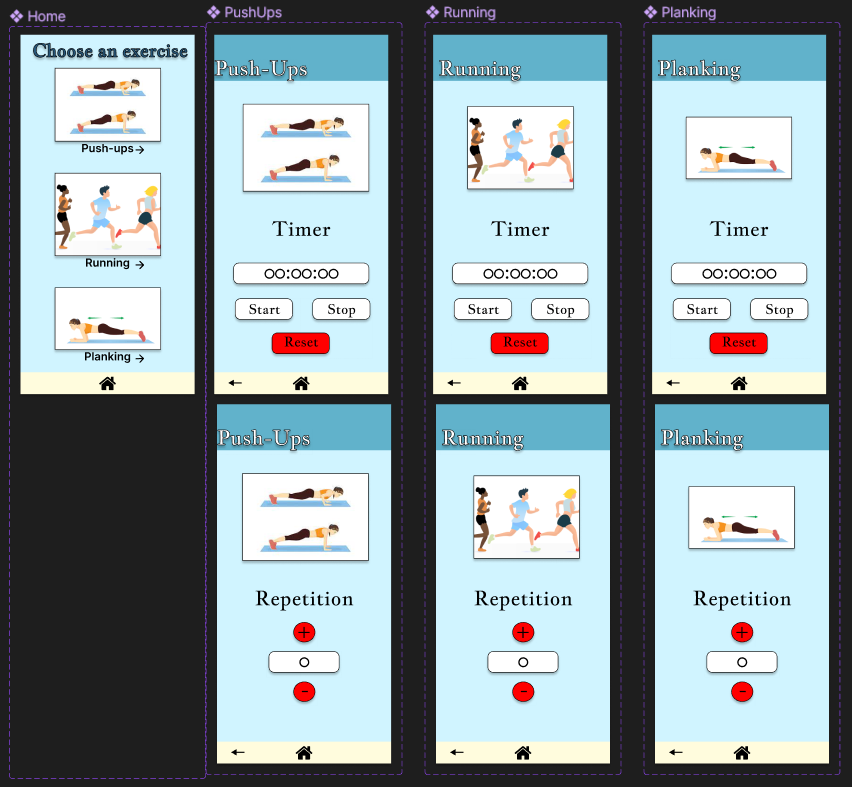 Home
PushUps
Running
Planking
Choose an exercise
Push-ups→
Running →
Planking →
Push-Ups
Timer
00:00:00
Start Stop
Reset
←
Running
Timer
00:00:00
Start Stop
Reset
←
Planking
Timer
00:00:00
Start Stop
Reset
←
Push-Ups
Repetition
+
0
-
←
Running
Repetition
+
0
-
←
Planking
Repetition
+
0
-
←